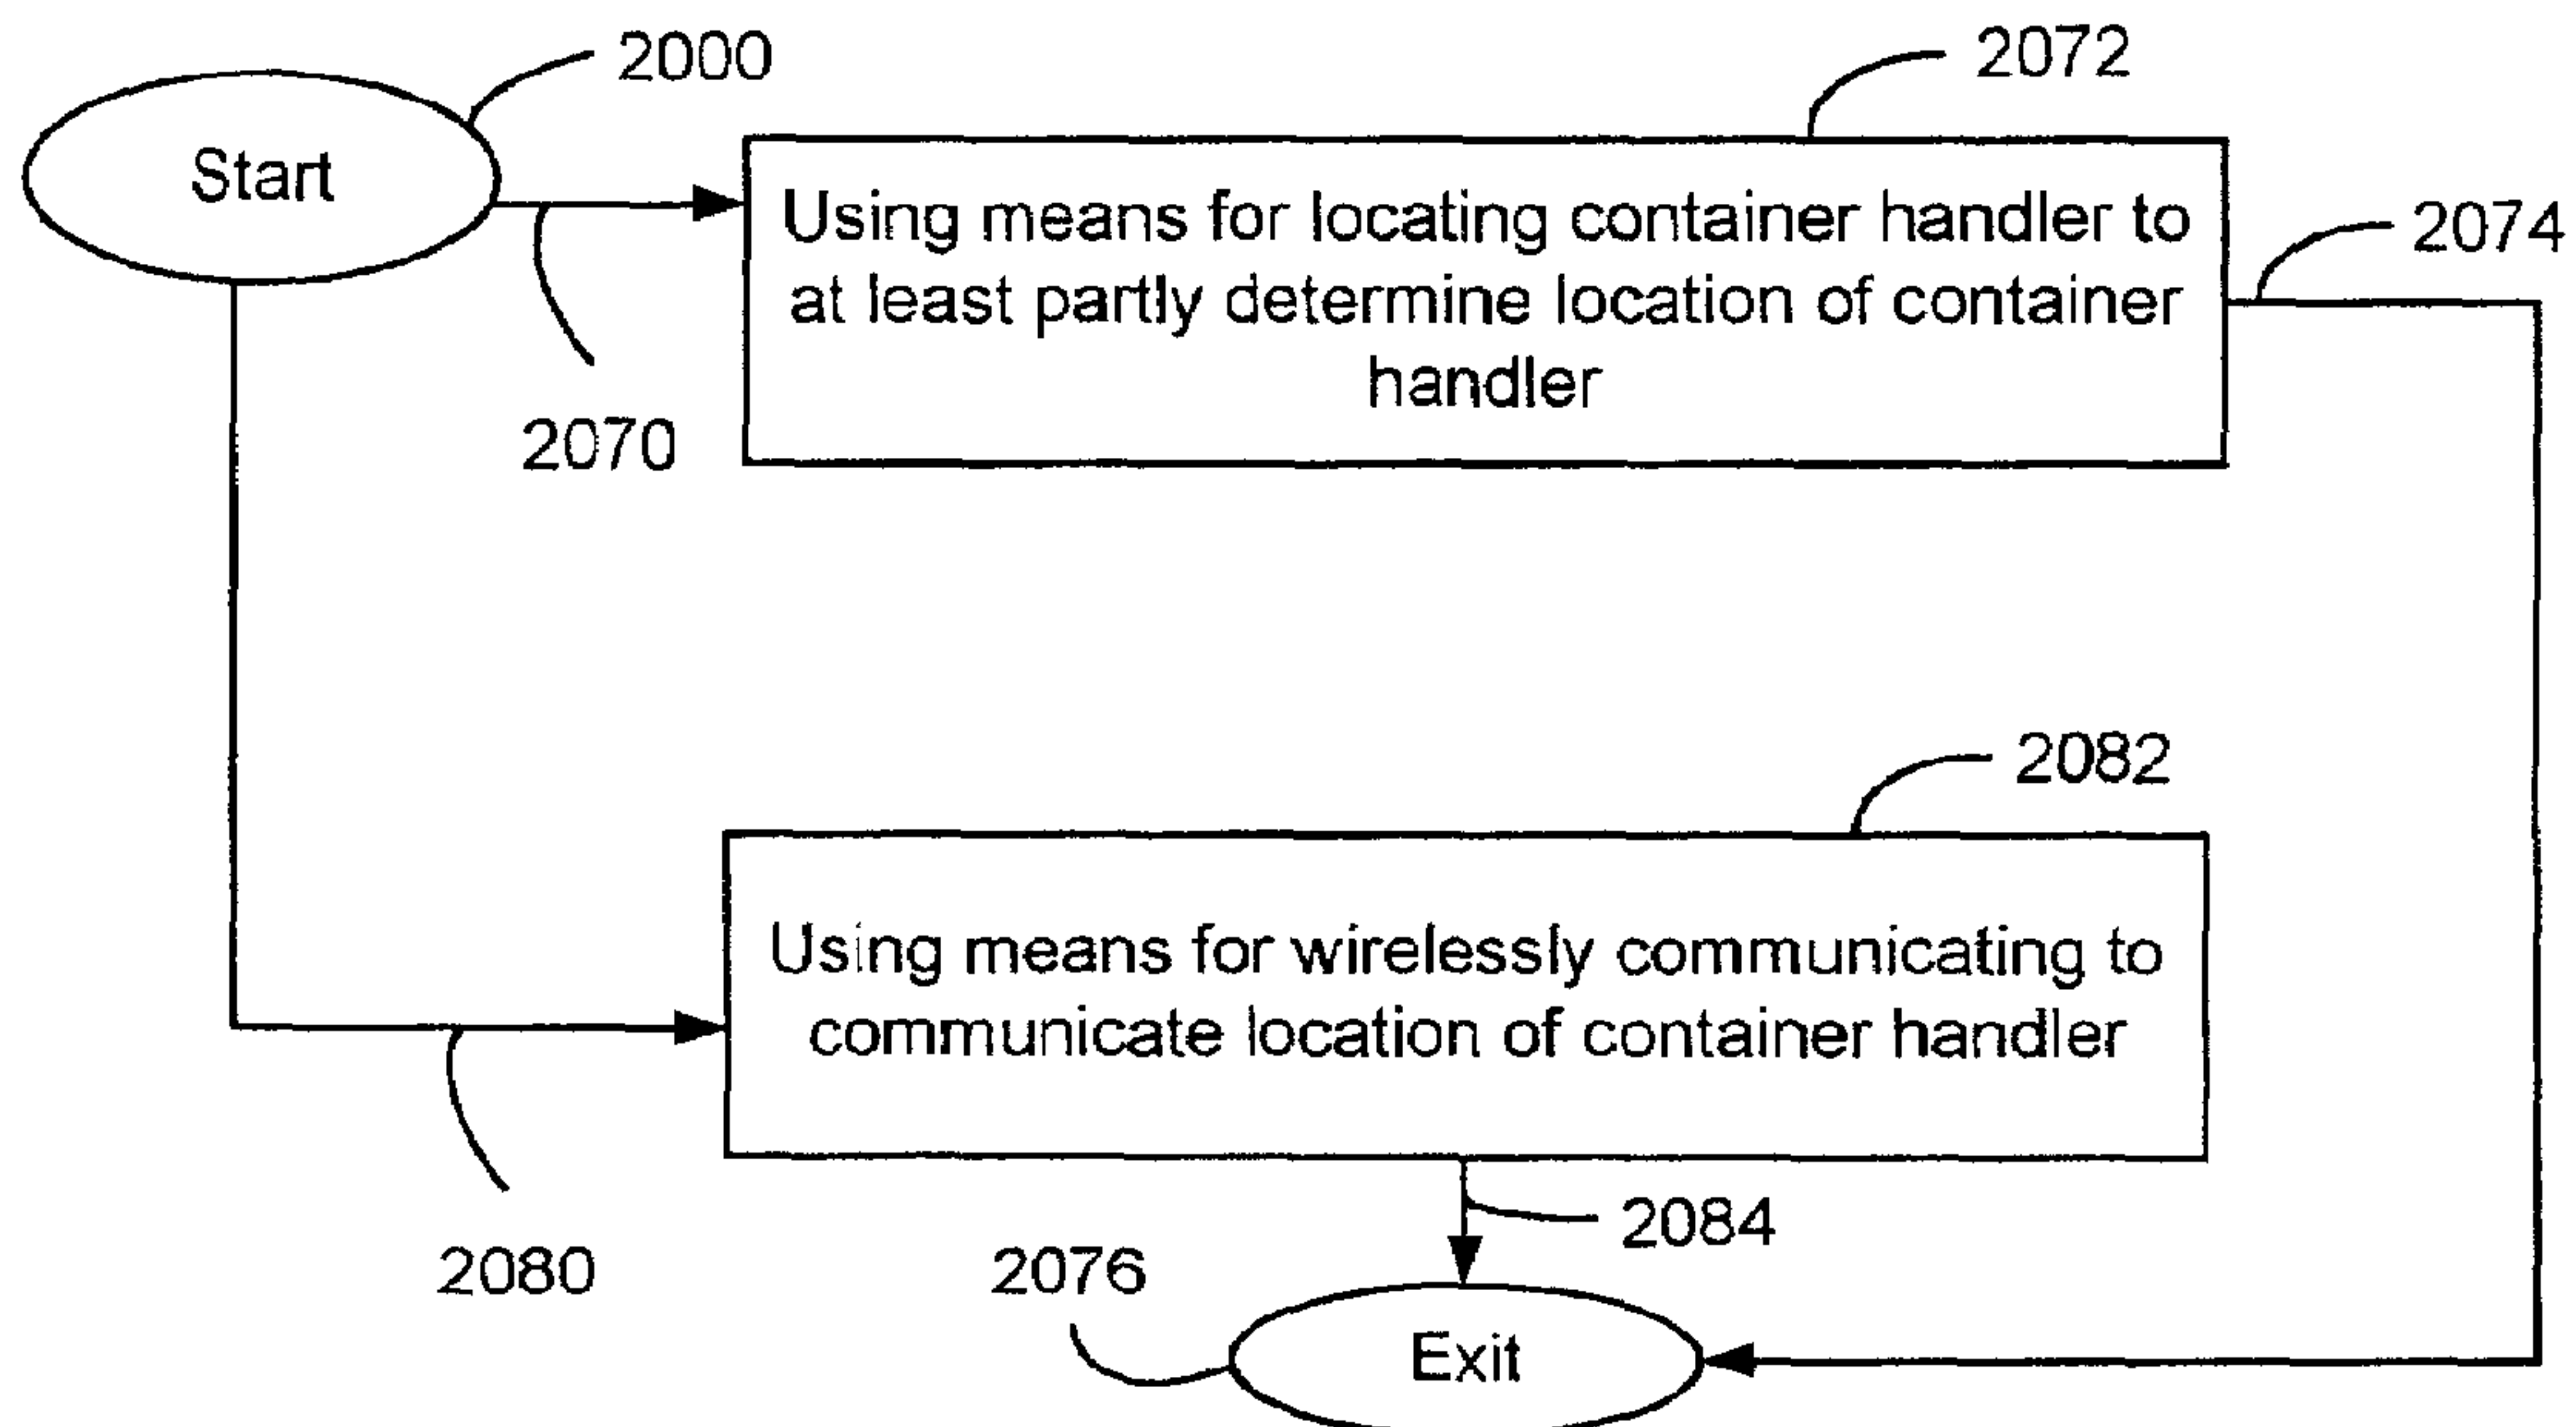 2000
2072
Start
Using means for locating container handler to
at least partly determine location of container
handler
2074
2070
2082
Using means for wirelessly communicating to
communicate location of container handler
2084
2080
2076
Exit